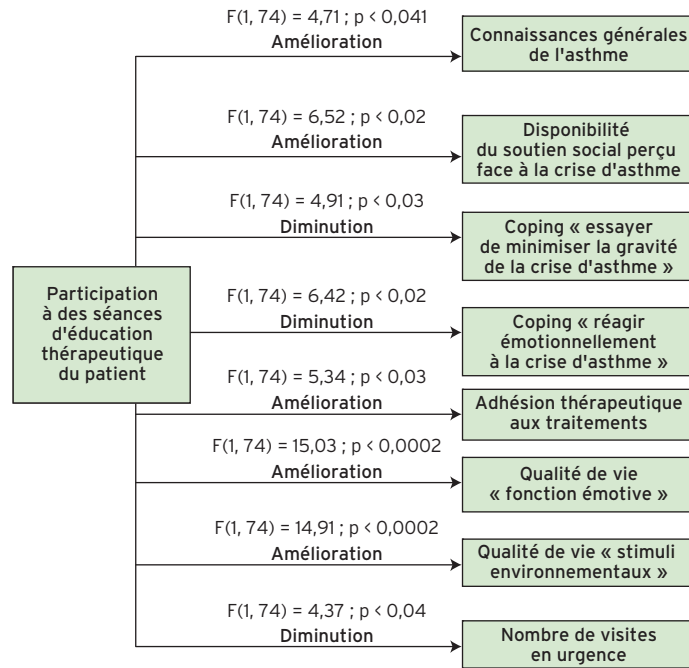 F(1, 74) = 4,71 ; p < 0,041
Amélioration
Connaissances générales
de l'asthme
F(1, 74) = 6,52 ; p < 0,02
Amélioration
Disponibilité
du soutien social perçu
face à la crise d'asthme
F(1, 74) = 4,91 ; p < 0,03
Diminution
Coping « essayer
de minimiser la gravité
de la crise d'asthme »
Participation
à des séances
d'éducation
thérapeutique
du patient
F(1, 74) = 6,42 ; p < 0,02
Diminution
Coping « réagir
émotionnellement
à la crise d'asthme »
F(1, 74) = 5,34 ; p < 0,03
Amélioration
Adhésion thérapeutique
aux traitements
F(1, 74) = 15,03 ; p < 0,0002
Amélioration
Qualité de vie
« fonction émotive »
F(1, 74) = 14,91 ; p < 0,0002
Amélioration
Qualité de vie « stimuli
environnementaux »
F(1, 74) = 4,37 ; p < 0,04
Diminution
Nombre de visites
en urgence